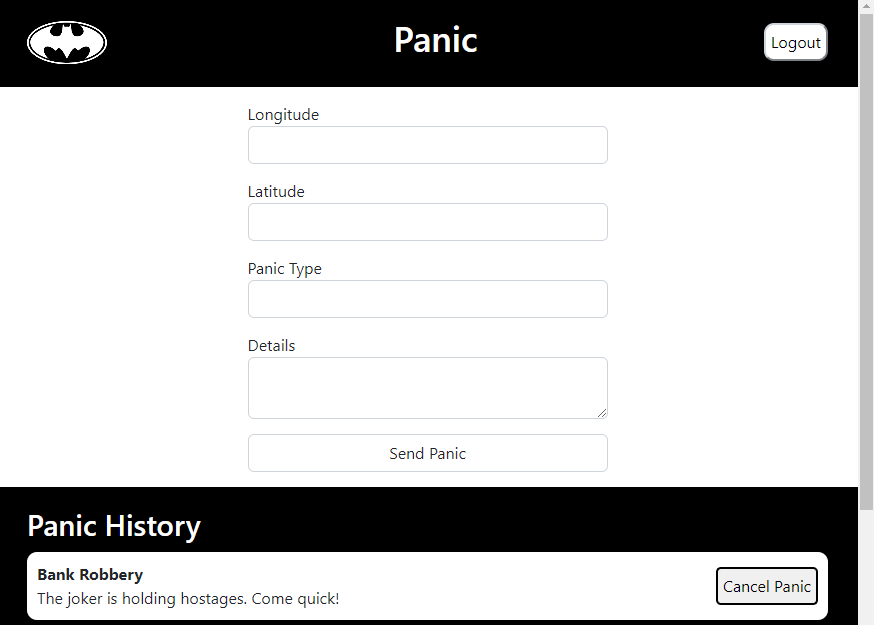 Panic
Logout
Longitude
Latitude
Panic Type
Details
Send Panic
Panic History
Bank Robbery
The joker is holding hostages. Come quick!
Cancel Panic